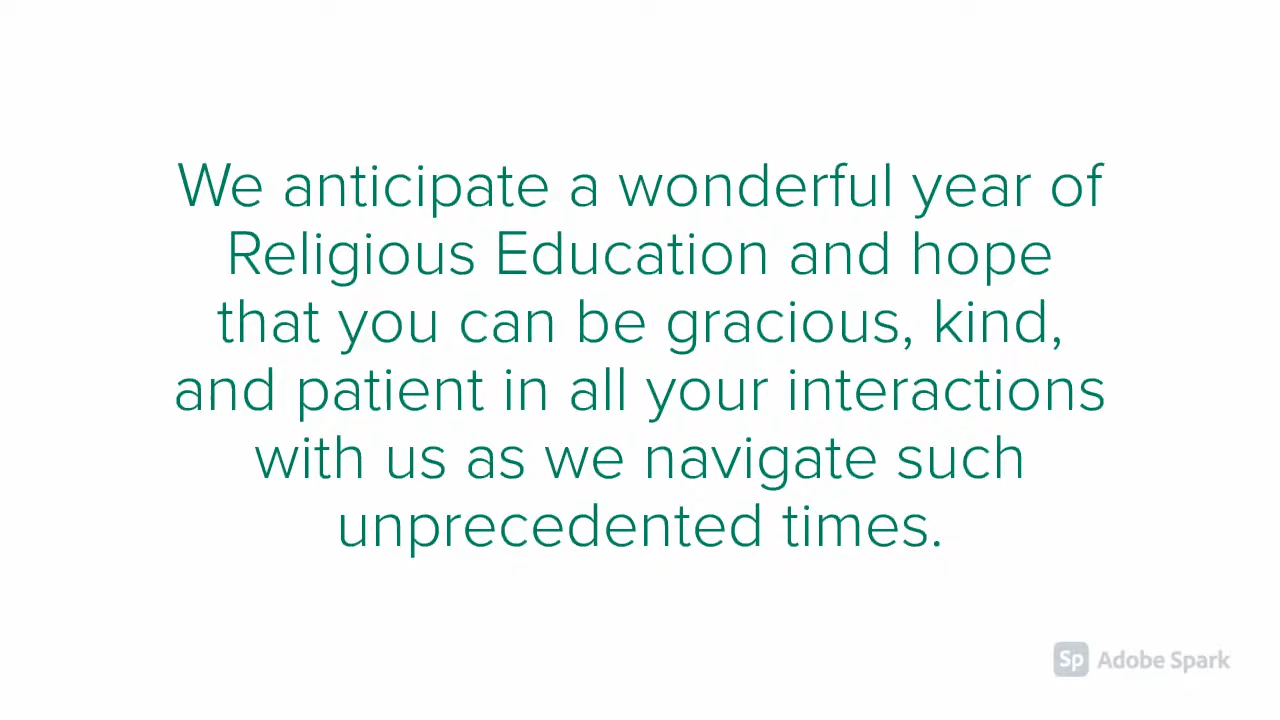 We anticipate a wonderful year of
Religious Education and hope
that you can be gracious, kind,
and patient in all your interactions
with us as we navigate such
unprecedented times.
Sp Adobe Spark